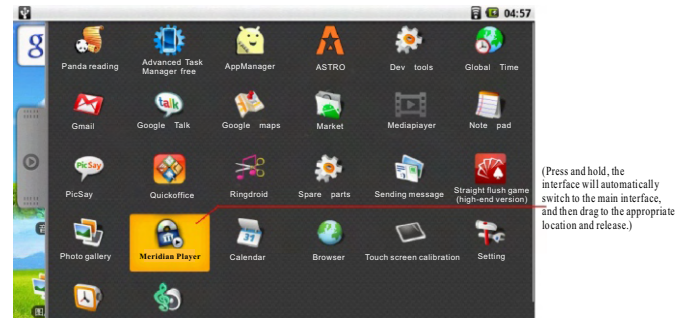 04:57
g
Panda reading
Advanced Task
Manager free
AppManager
ASTRO
Dev tools
Global Time
Gmail
talk
Google Talk
Google maps
Market
Mediaplayer
Note pad
PicSay
PicSay
Quickoffice
Ringdroid
Spare parts
Sending message
Straight flush game
(high-end version)
(Press and hold, the
interface will automatically
switch to the main interface,
and then drag to the appropriate
location and release.)
Photo gallery
Meridian Player
31
Calendar
Browser
Touch screen calibration
Setting